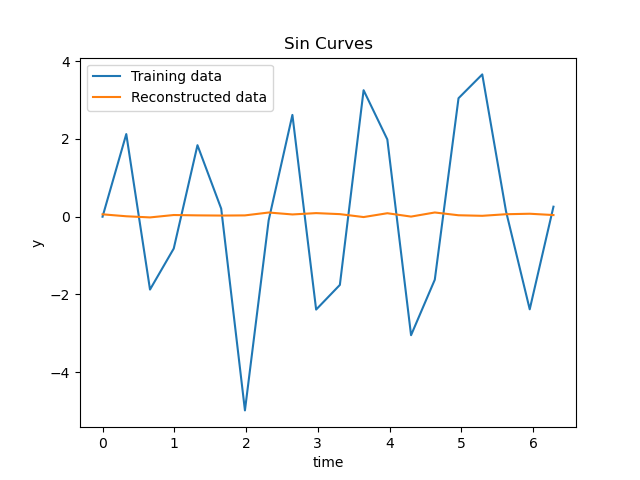 Sin Curves
Training data
Reconstructed data
4
2
0
−2
−4
y
0 1 2 3 4 5 6
time